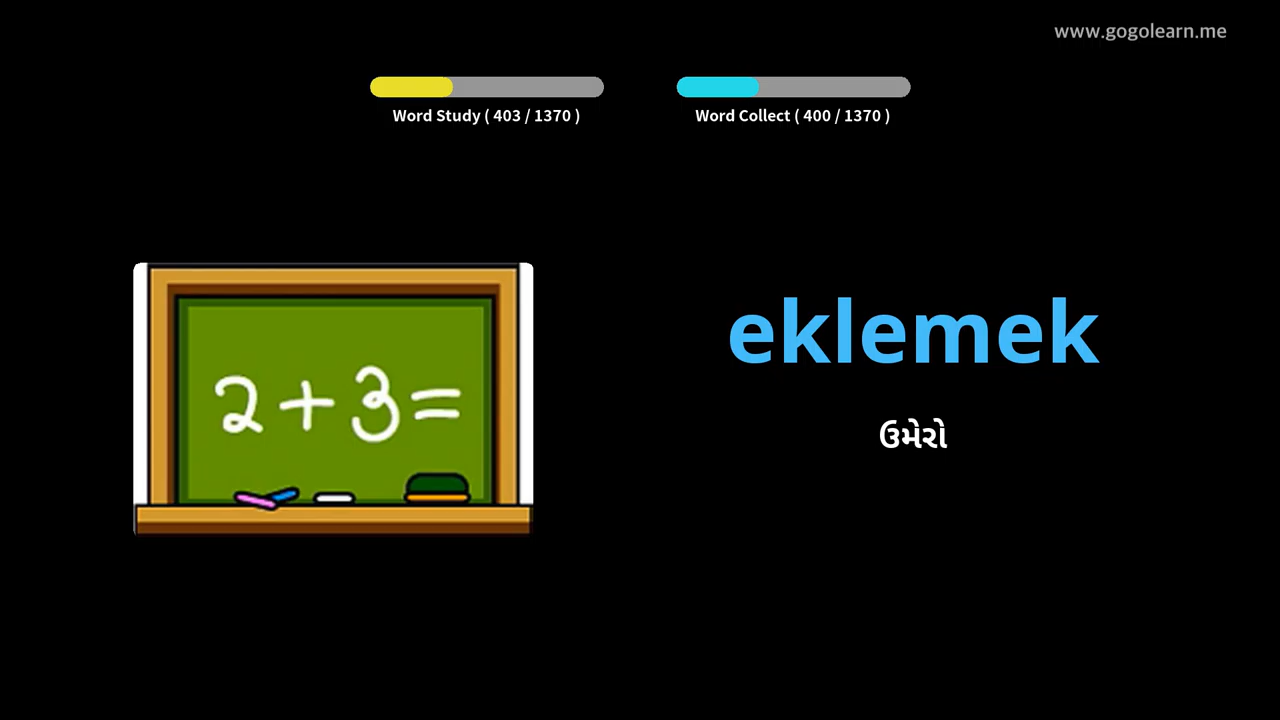 www.gogolearn.me
Word Study ( 403 / 1370 )
Word Collect ( 400 / 1370 )
2 + 3 =
eklemek
ઉમેરો